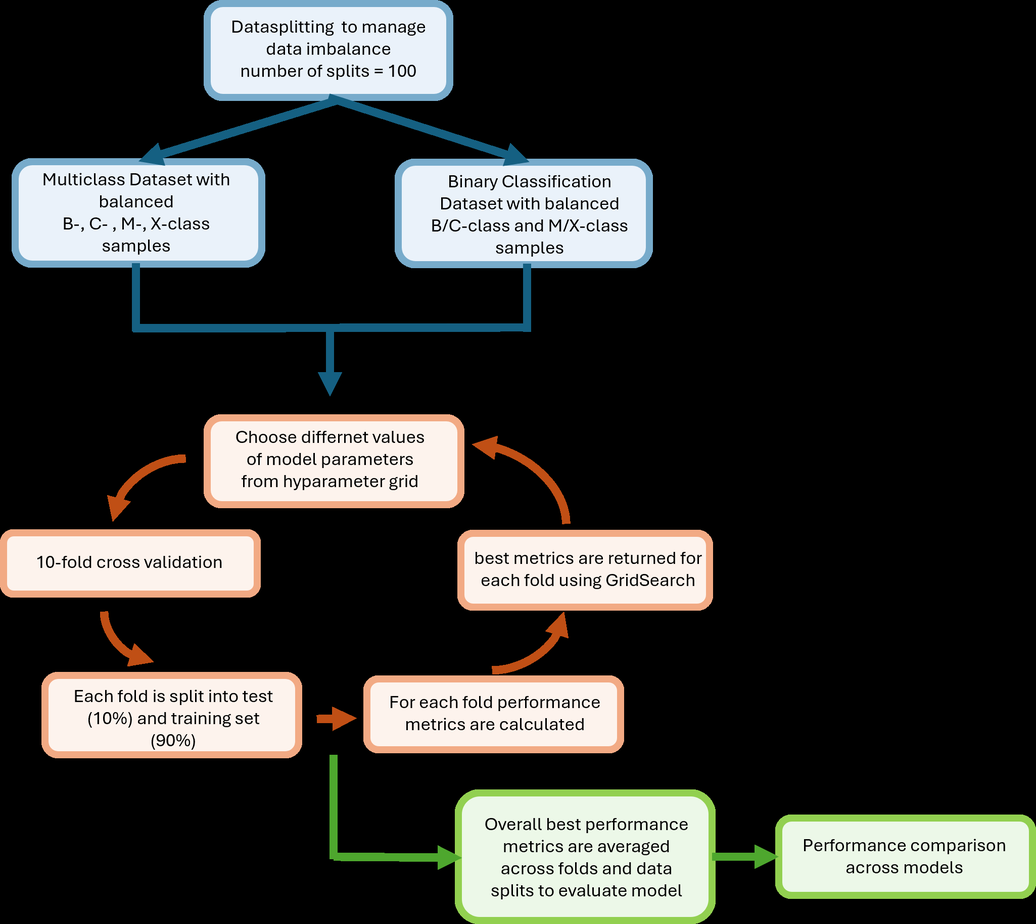 Datasplitting to manage
data imbalance
number of splits = 100
Multiclass Dataset with
balanced
B-, C- , M-, X-class
samples
Binary Classification
Dataset with balanced
B/C-class and M/X-class
samples
Choose differnet values
of model parameters
from hyparameter grid
10-fold cross validation
best metrics are returned for
each fold using GridSearch
Each fold is split into test
(10%) and training set
(90%)
For each fold performance
metrics are calculated
Overall best performance
metrics are averaged
across folds and data
splits to evaluate model
Performance comparison
across models